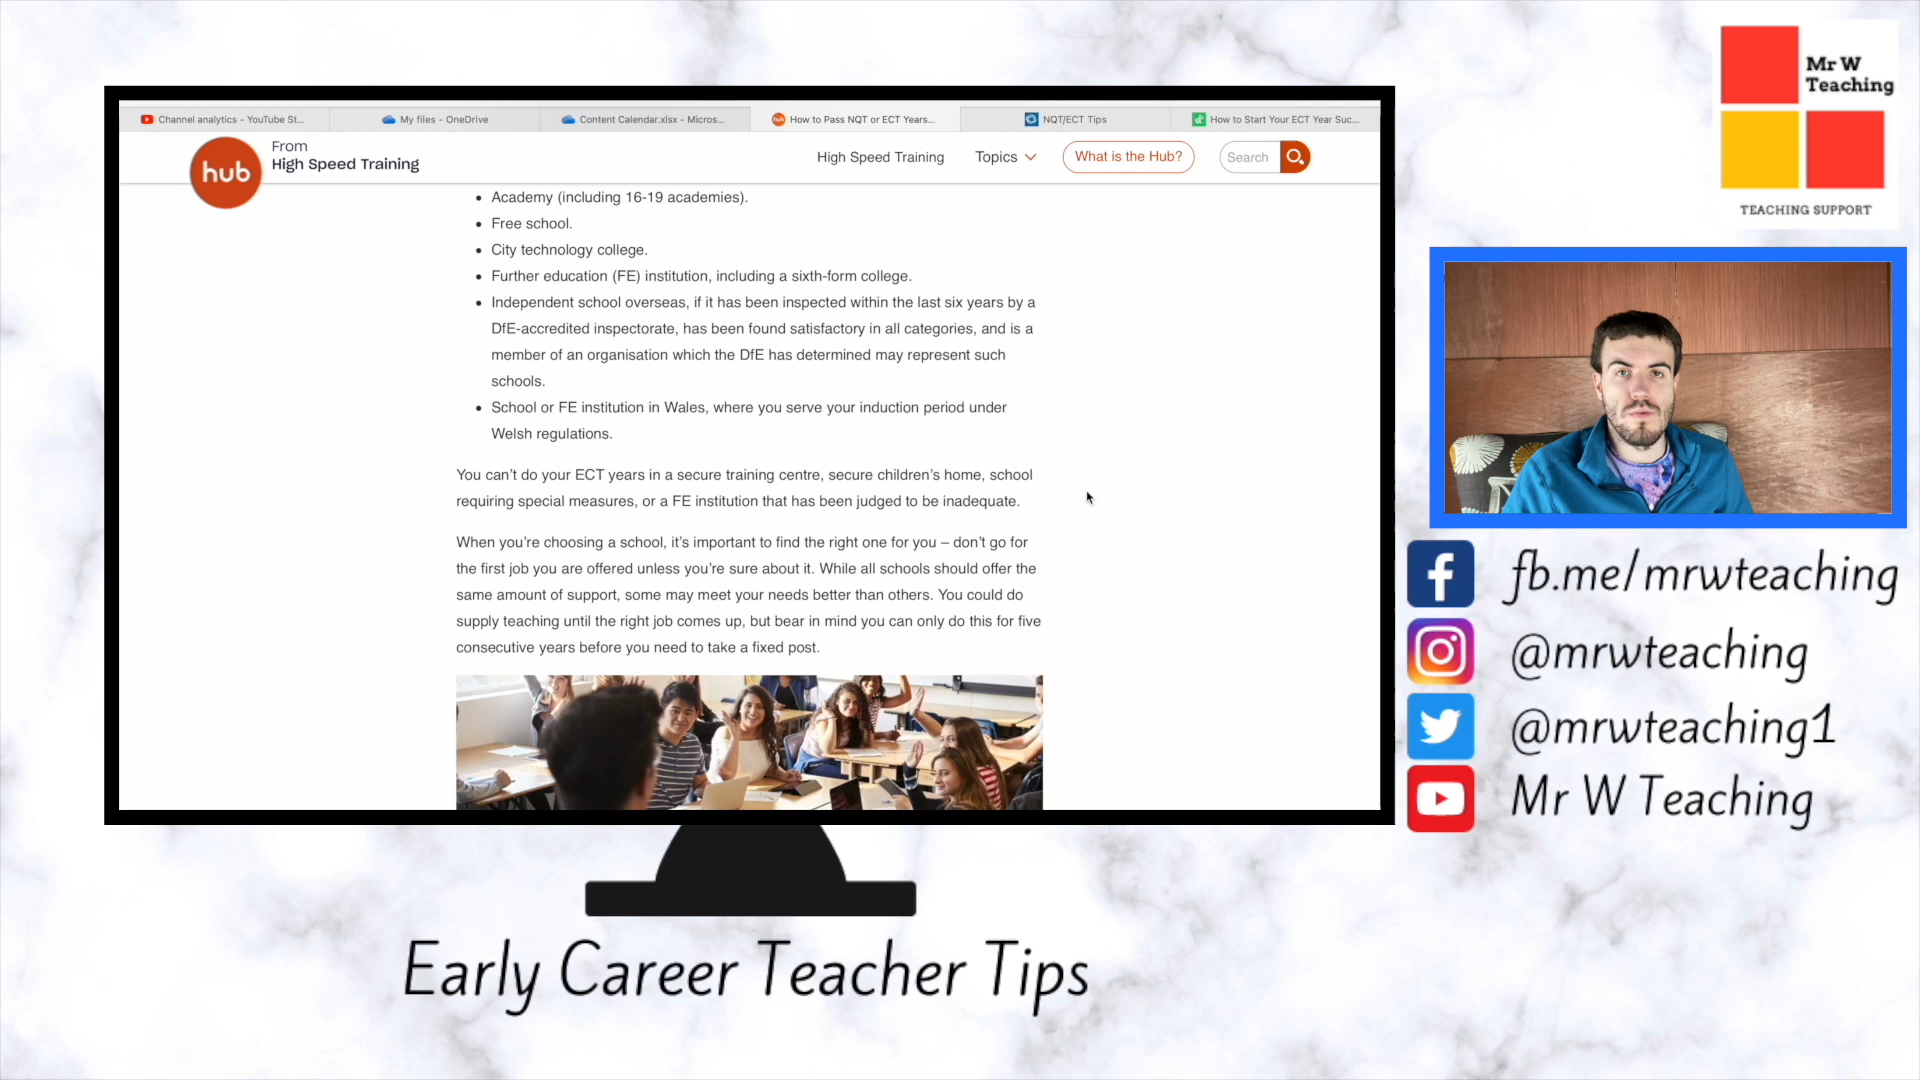 Mr W
Teaching
TEACHING SUPPORT
Channel analytics - YouTube St...
My files - OneDrive
Content Calendar.xlsx - Micros...
How to Pass NQT or ECT Years...
NQT/ECT Tips
How to Start Your ECT Year Suc...
hub
From
High Speed Training
High Speed Training
Topics
What is the Hub?
Search
• Academy (including 16-19 academies).
• Free school.
• City technology college.
• Further education (FE) institution, including a sixth-form college.
• Independent school overseas, if it has been inspected within the last six years by a
DfE-accredited inspectorate, has been found satisfactory in all categories, and is a
member of an organisation which the DfE has determined may represent such
schools.
• School or FE institution in Wales, where you serve your induction period under
Welsh regulations.
You can’t do your ECT years in a secure training centre, secure children’s home, school
requiring special measures, or a FE institution that has been judged to be inadequate.
When you’re choosing a school, it’s important to find the right one for you – don’t go for
the first job you are offered unless you’re sure about it. While all schools should offer the
same amount of support, some may meet your needs better than others. You could do
supply teaching until the right job comes up, but bear in mind you can only do this for five
consecutive years before you need to take a fixed post.
fb.me/mrwteaching
@mrwteaching
@mrwteaching1
Mr W Teaching
Early Career Teacher Tips